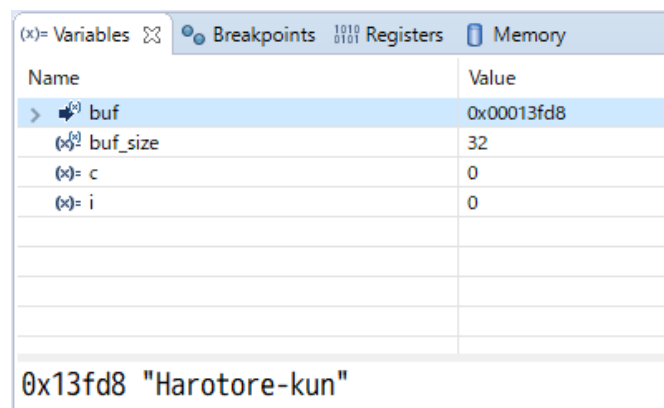 (x)= Variables Breakpoints 1010 0101 Registers Memory
Name Value
> (x) buf 0x00013fd8
(x)= buf_size 32
(x)= c 0
(x)= i 0
0x13fd8 "Harotore-kun"